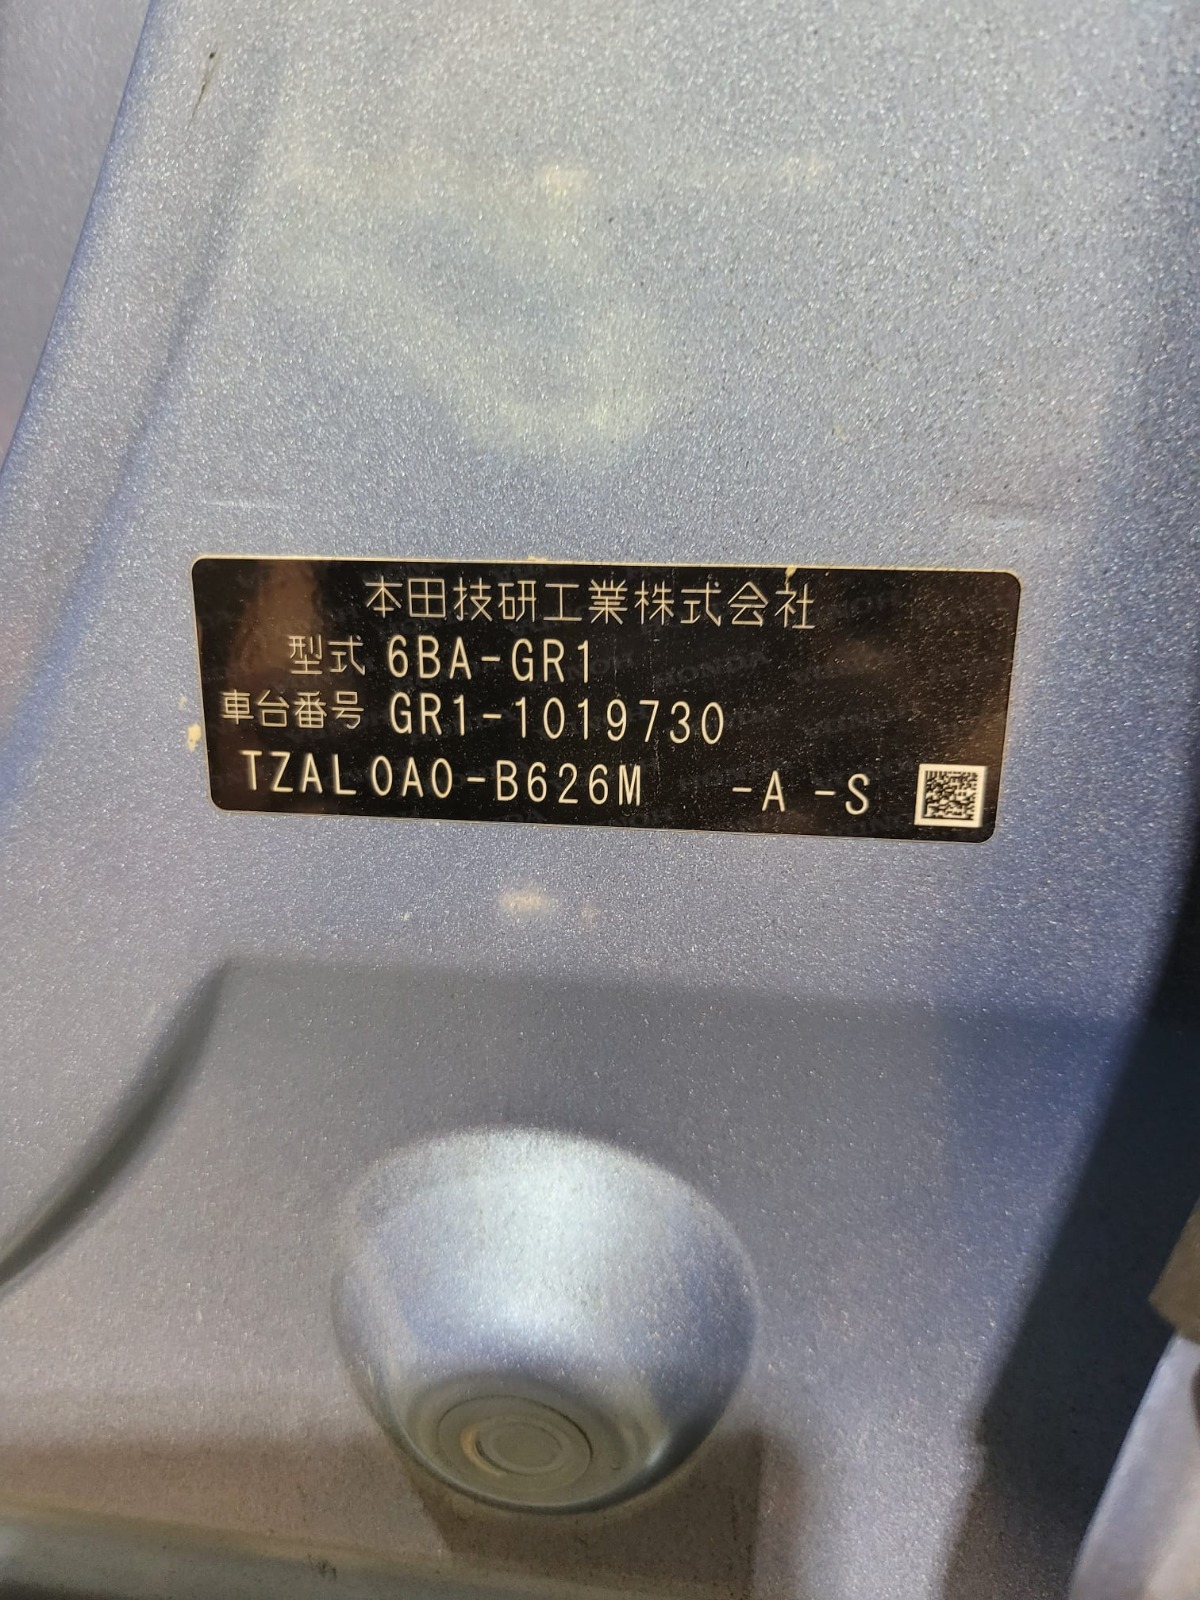 本田技研工業株式会社
型式 6BA-GR1
車台番号 GR1-1019730
TZAL0A0-B626M -A -S